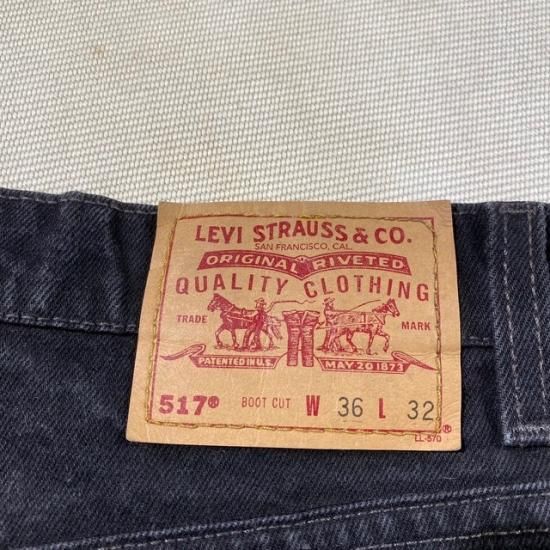 LEVI STRAUSS & CO.
SAN FRANCISCO, CAL.
ORIGINAL RIVETED
QUALITY CLOTHING
TRADE MARK
PATENTED IN U.S. MAY 20 1873
517® BOOT CUT W 36 L 32
®
LL-570